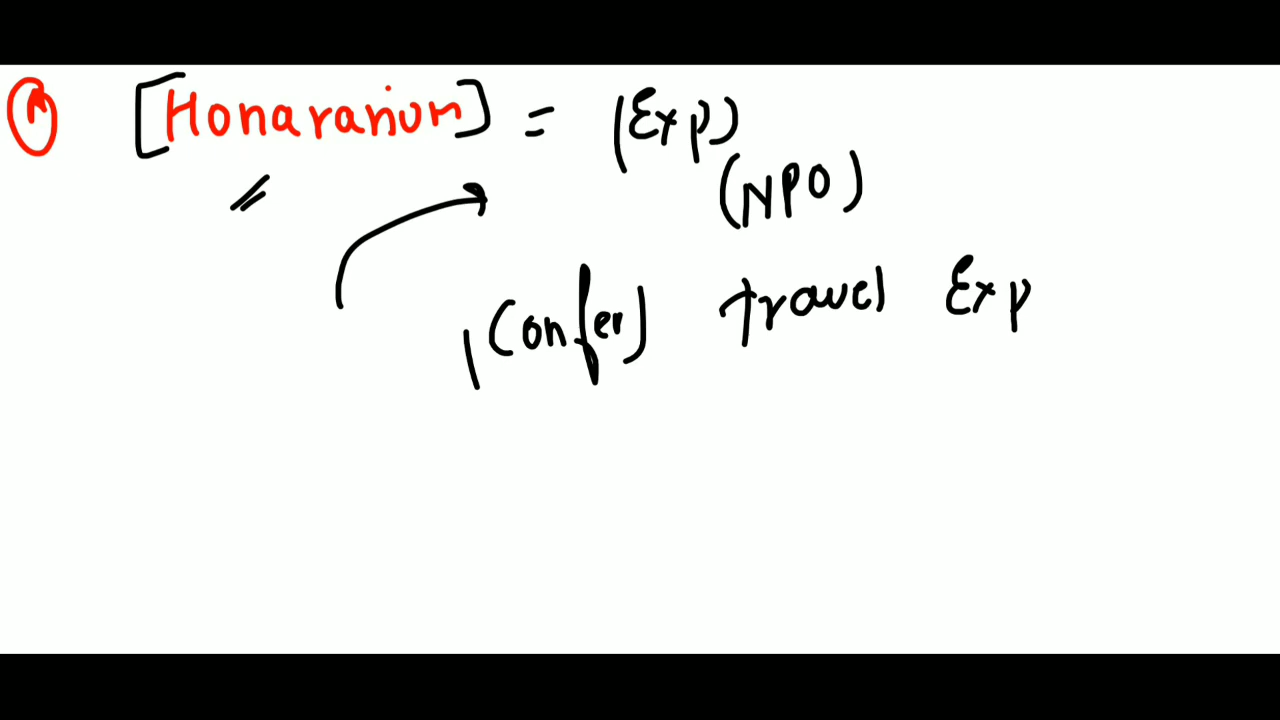 [Honararium] = (Exp)
(NPO)
(Confer) travel Exp